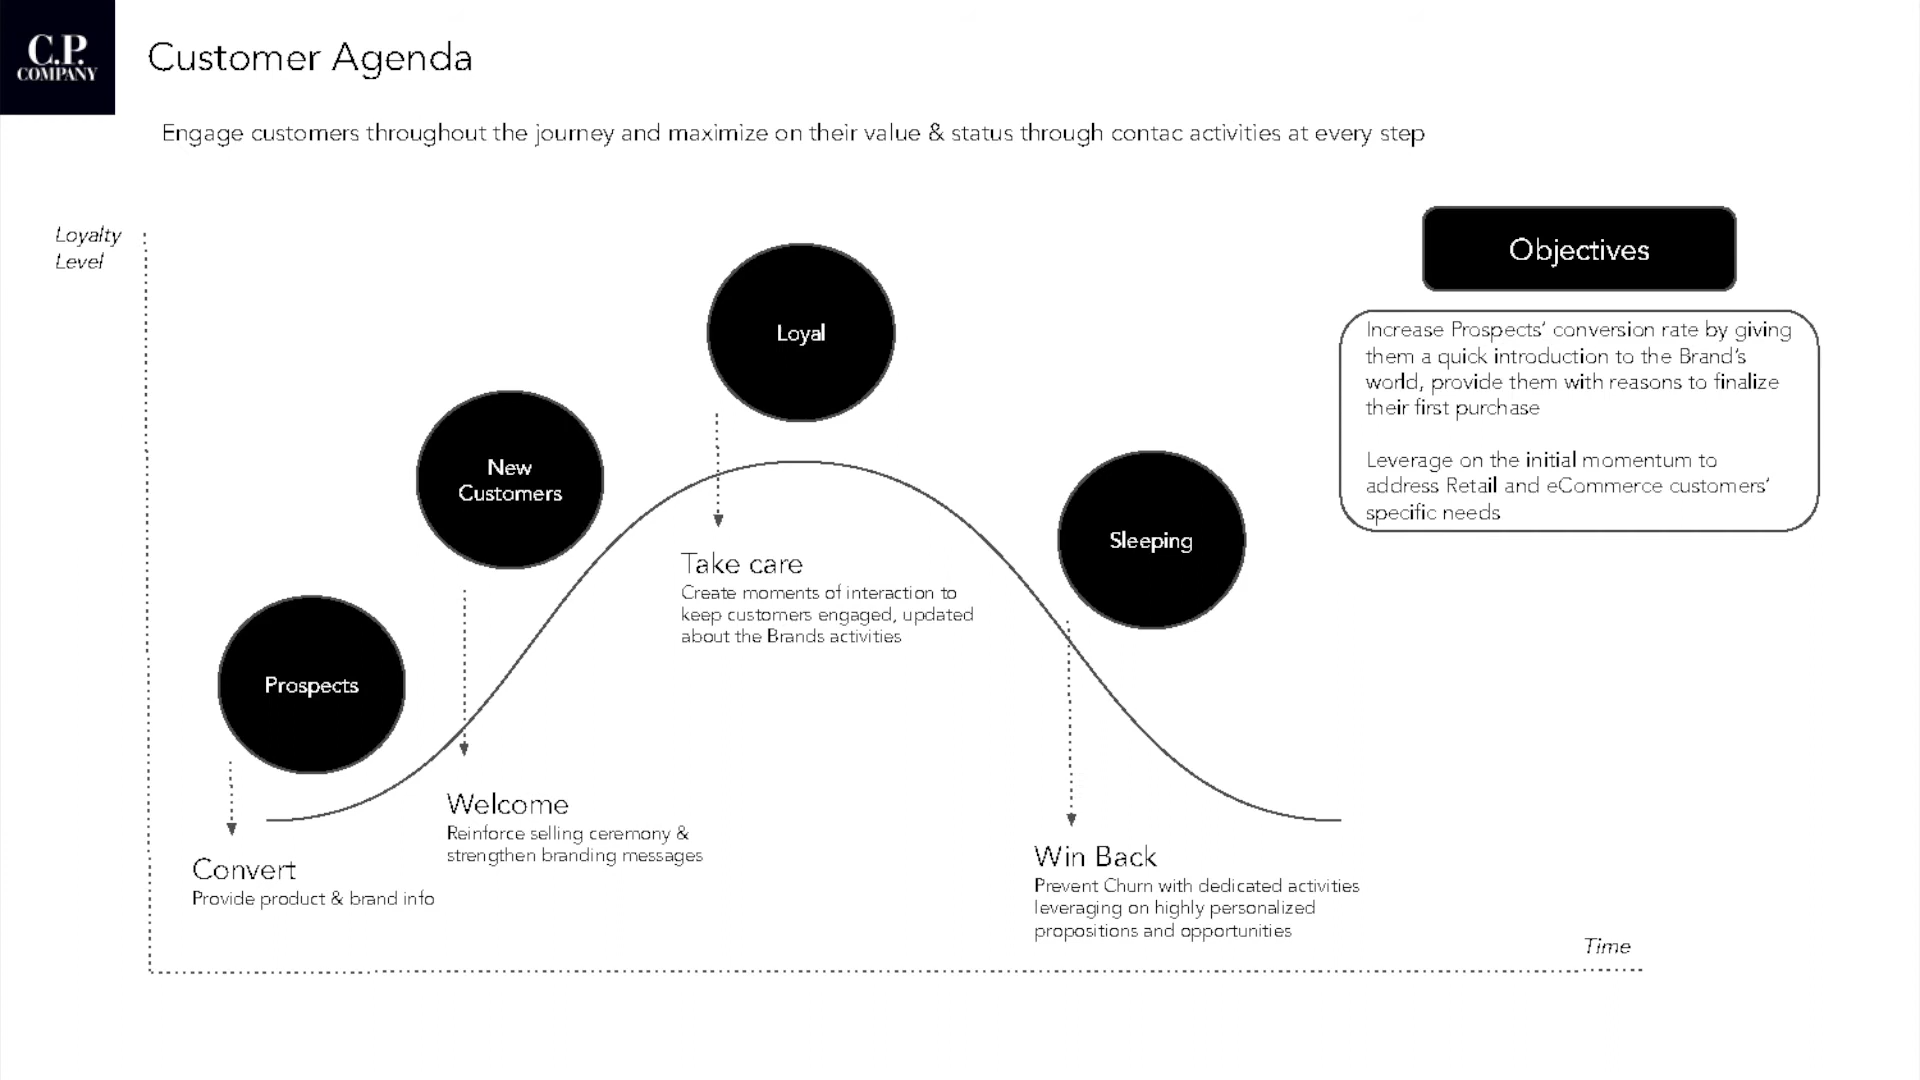 C.P.
COMPANY
Customer Agenda
Engage customers throughout the journey and maximize on their value & status through contac activities at every step
Loyalty
Level
Objectives
Increase Prospects' conversion rate by giving
them a quick introduction to the Brand's
world, provide them with reasons to finalize
their first purchase
Leverage on the initial momentum to
address Retail and eCommerce customers'
specific needs
Loyal
New
Customers
Sleeping
Prospects
Take care
Create moments of interaction to
keep customers engaged, updated
about the Brands activities
Welcome
Reinforce selling ceremony &
strengthen branding messages
Convert
Provide product & brand info
Win Back
Prevent Churn with dedicated activities
leveraging on highly personalized
propositions and opportunities
Time